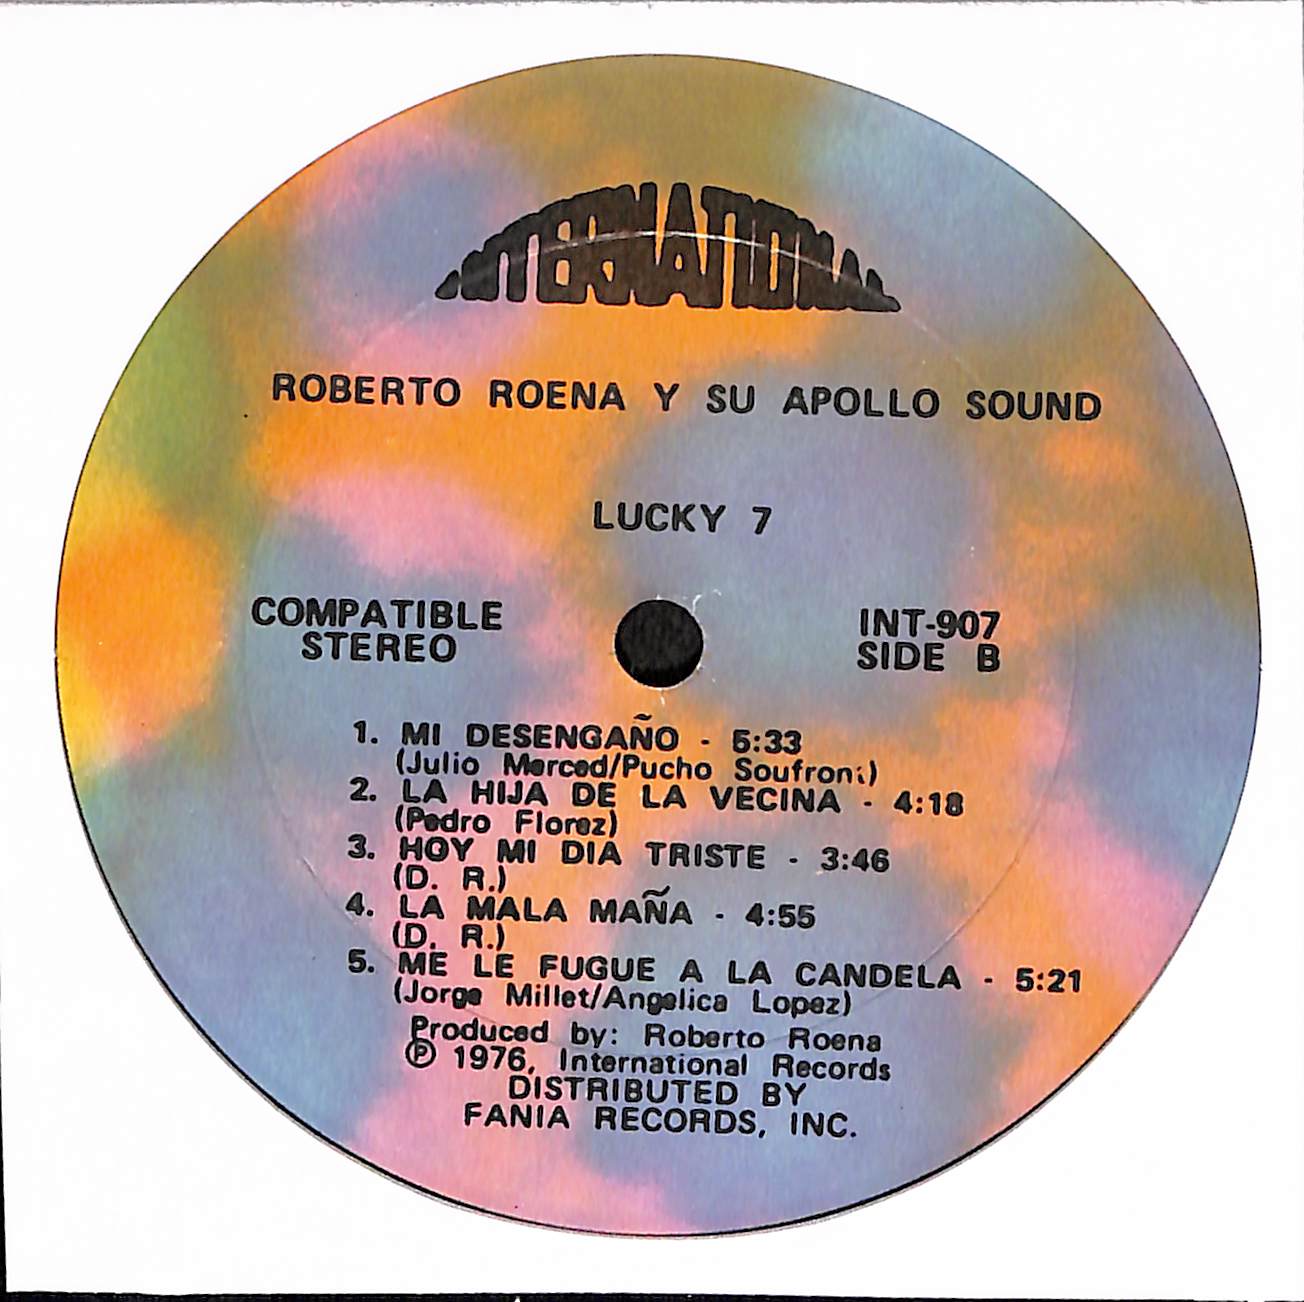 INTERNATIONAL
ROBERTO ROENA Y SU APOLLO SOUND
LUCKY 7
COMPATIBLE
STEREO
INT-907
SIDE B
1. MI DESENGAÑO - 5:33
(Julio Merced/Pucho Soufront)
2. LA HIJA DE LA VECINA - 4:18
(Pedro Florez)
3. HOY MI DIA TRISTE - 3:46
(D. R.)
4. LA MALA MAÑA - 4:55
(D. R.)
5. ME LE FUGUE A LA CANDELA - 5:21
(Jorge Millet/Angelica Lopez)
Produced by: Roberto Roena
℗ 1976, International Records
DISTRIBUTED BY
FANIA RECORDS, INC.